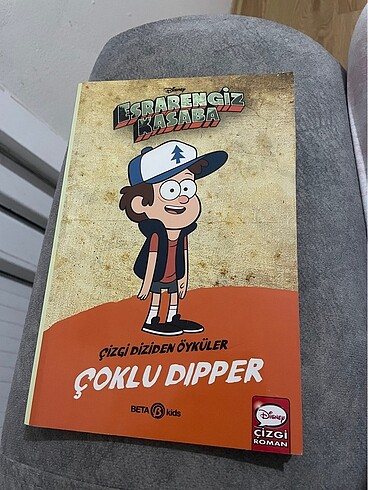 Disney
ESRARENGİZ
KASABA
ÇİZGİ DİZİDEN ÖYKÜLER
ÇOKLU DIPPER
BETA B kids
Disney
ÇİZGİ
ROMAN